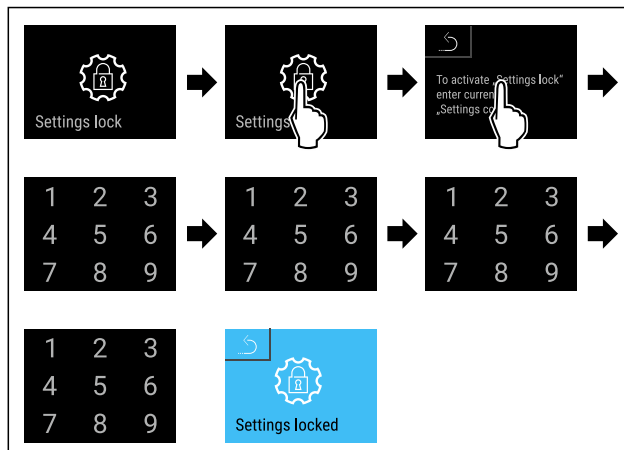 Settings lock
Settings
To activate „Settings lock“
enter curren
„Settings co
1 2 3
4 5 6
7 8 9
1 2 3
4 5 6
7 8 9
1 2 3
4 5 6
7 8 9
1 2 3
4 5 6
7 8 9
Settings locked